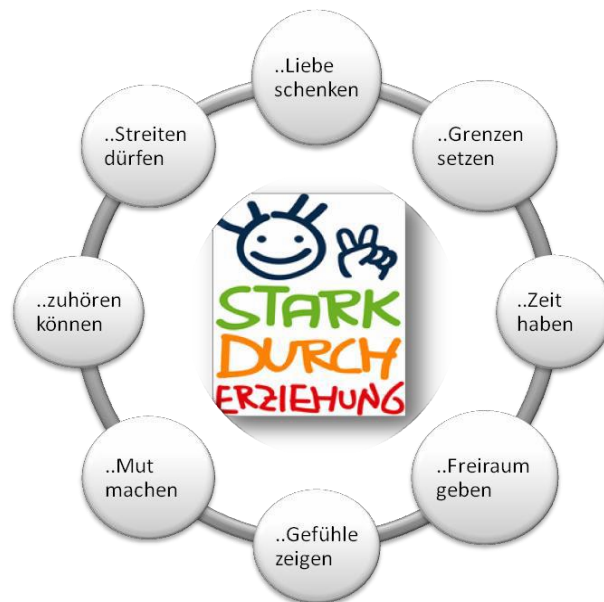 ..Liebe
schenken
..Grenzen
setzen
..Zeit
haben
..Freiraum
geben
..Gefühle
zeigen
..Mut
machen
..zuhören
können
..Streiten
dürfen
STARK
DURCH
ERZIEHUNG